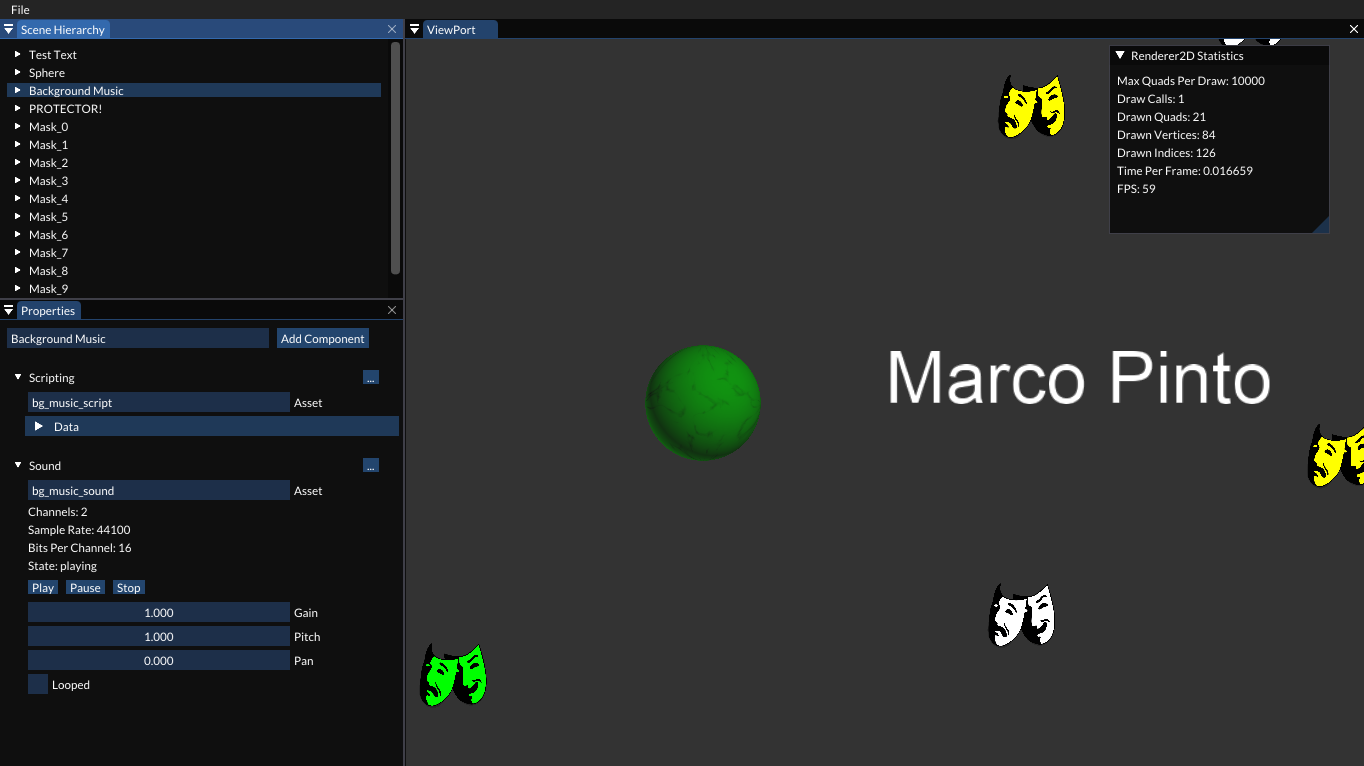 File
Scene Hierarchy
Test Text
Sphere
Background Music
PROTECTOR!
Mask_0
Mask_1
Mask_2
Mask_3
Mask_4
Mask_5
Mask_6
Mask_7
Mask_8
Mask_9
Properties
Background Music Add Component
Scripting ...
bg_music_script Asset
Data
Sound ...
bg_music_sound Asset
Channels: 2
Sample Rate: 44100
Bits Per Channel: 16
State: playing
Play Pause Stop
1.000 Gain
1.000 Pitch
0.000 Pan
Looped
ViewPort
Renderer2D Statistics
Max Quads Per Draw: 10000
Draw Calls: 1
Drawn Quads: 21
Drawn Vertices: 84
Drawn Indices: 126
Time Per Frame: 0.016659
FPS: 59
Marco Pinto